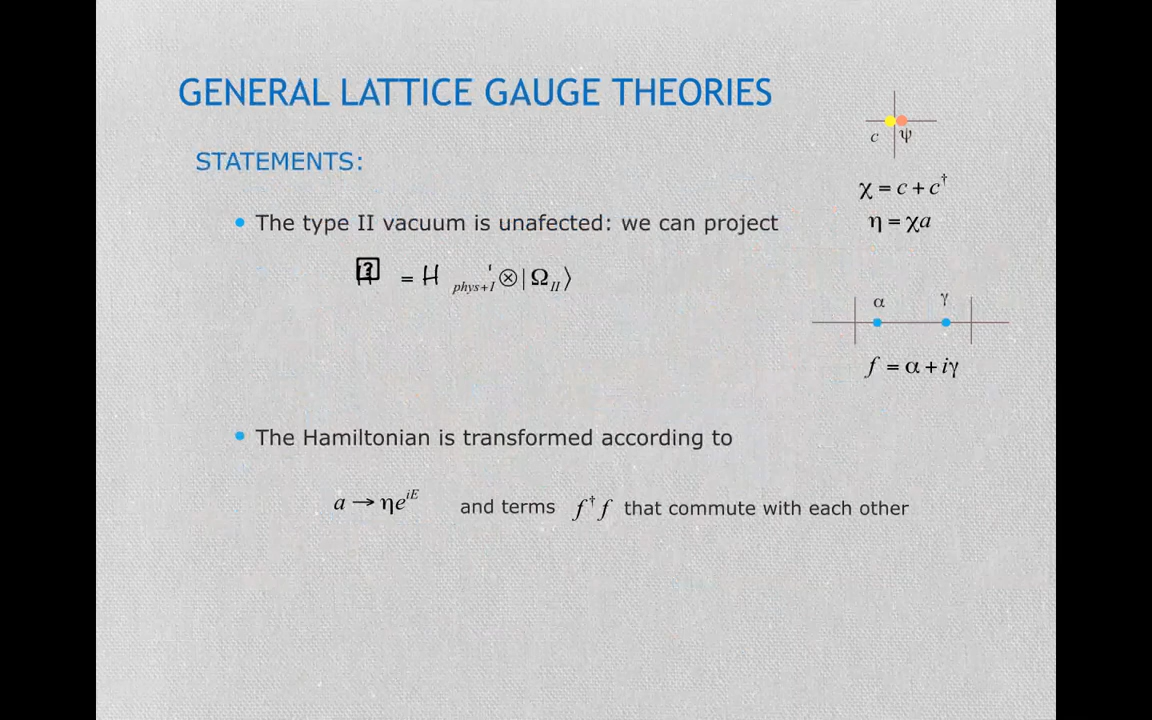 GENERAL LATTICE GAUGE THEORIES
c ψ
STATEMENTS:
χ = c + c†
• The type II vacuum is unafected: we can project
η = χa
= H phys+I ' ⊗ | Ω_II ⟩
α γ
f = α + iγ
• The Hamiltonian is transformed according to
a → ηe^{iE} and terms f†f that commute with each other